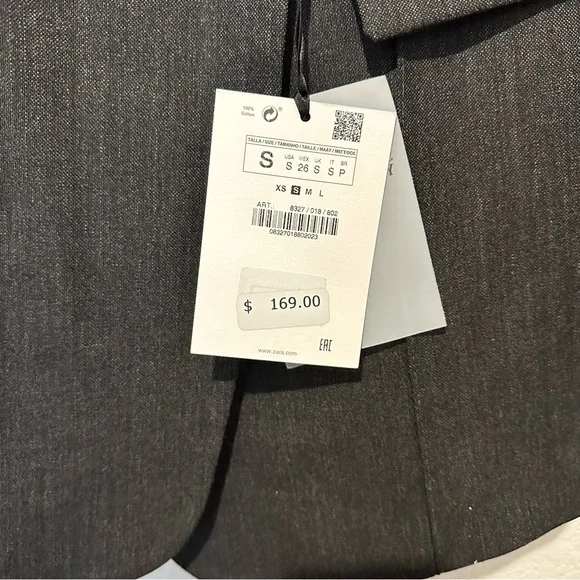 100%
Cotton
TALLA / SIZE / TAMANHO / TAILLE / MAAT / ΜΕΓΕΘΟΣ
S
USA MEX UK IT BR
S 26 S S P
XS S M L
ART.: 8327 / 018 / 802
08327018802023
$ 169.00
www.zara.com
EAC